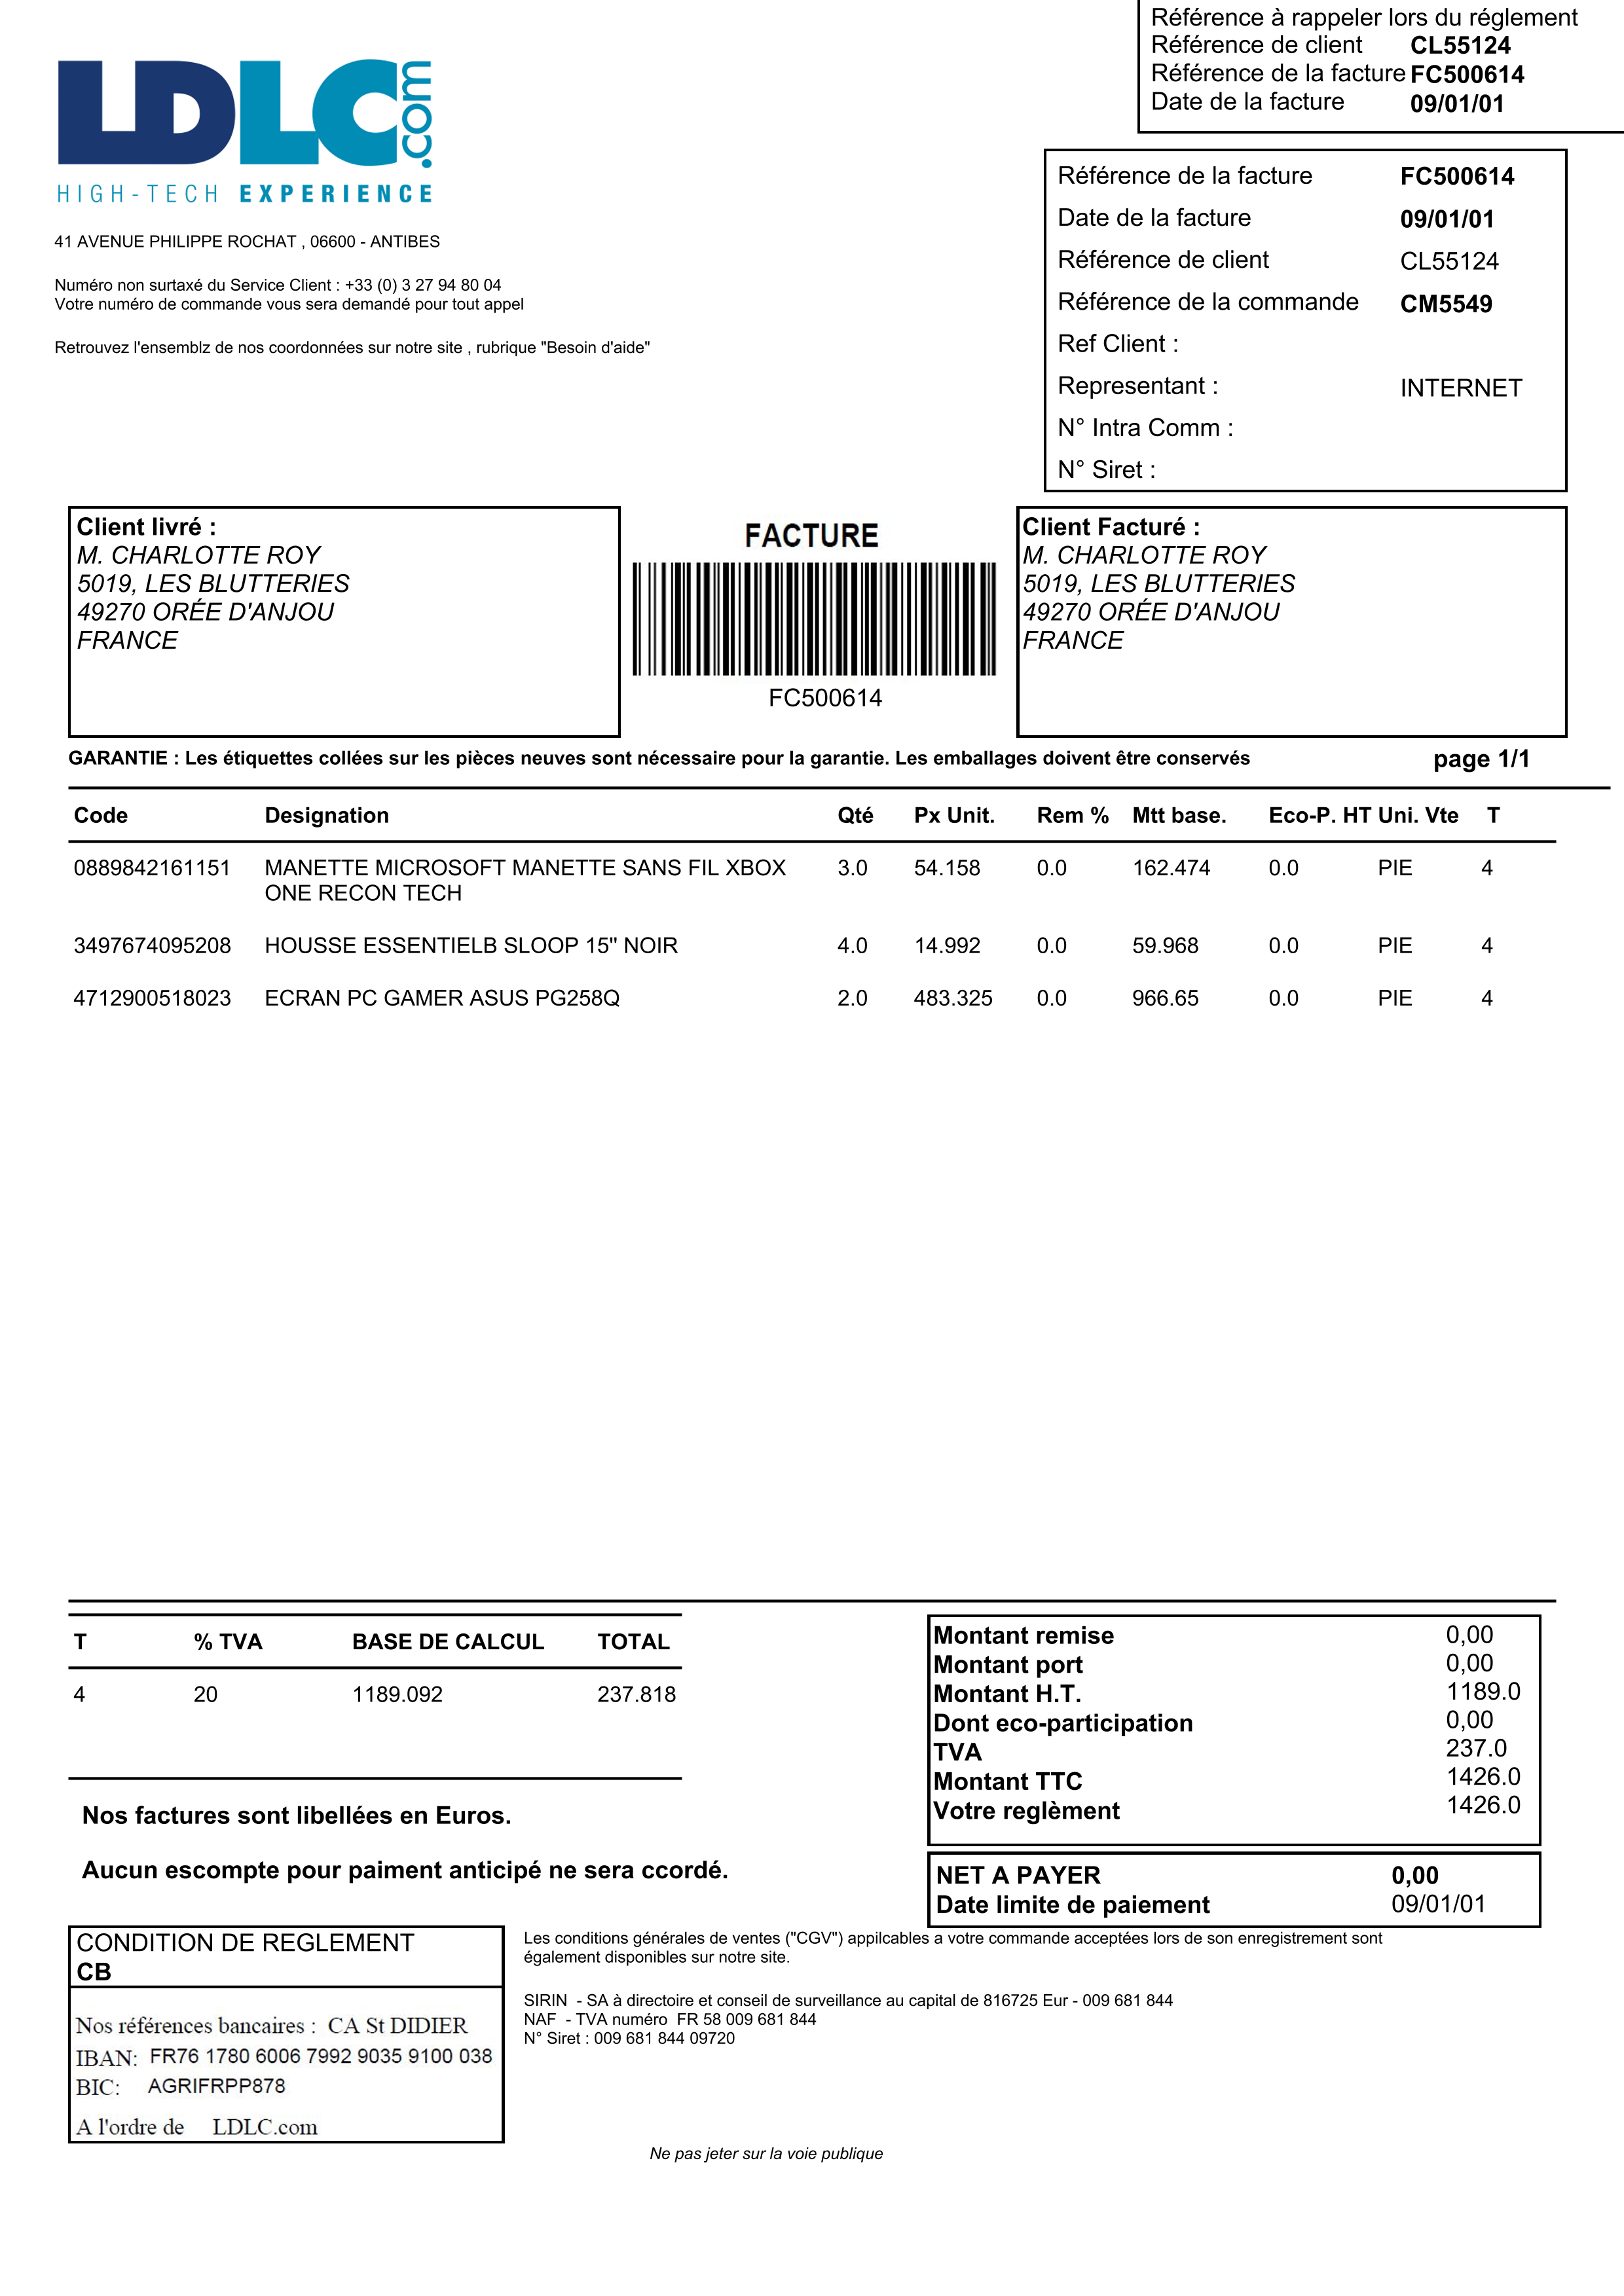 Référence à rappeler lors du réglement
Référence de client CL55124
Référence de la facture FC500614
Date de la facture 09/01/01
LDLC.com
HIGH-TECH EXPERIENCE
41 AVENUE PHILIPPE ROCHAT , 06600 - ANTIBES
Numéro non surtaxé du Service Client : +33 (0) 3 27 94 80 04
Votre numéro de commande vous sera demandé pour tout appel
Retrouvez l'ensemblz de nos coordonnées sur notre site , rubrique "Besoin d'aide"
Référence de la facture FC500614
Date de la facture 09/01/01
Référence de client CL55124
Référence de la commande CM5549
Ref Client :
Representant : INTERNET
N° Intra Comm :
N° Siret :
Client livré :
M. CHARLOTTE ROY
5019, LES BLUTTERIES
49270 ORÉE D'ANJOU
FRANCE
FACTURE
FC500614
Client Facturé :
M. CHARLOTTE ROY
5019, LES BLUTTERIES
49270 ORÉE D'ANJOU
FRANCE
GARANTIE : Les étiquettes collées sur les pièces neuves sont nécessaire pour la garantie. Les emballages doivent être conservés page 1/1
Code Designation Qté Px Unit. Rem % Mtt base. Eco-P. HT Uni. Vte T
0889842161151 MANETTE MICROSOFT MANETTE SANS FIL XBOX 3.0 54.158 0.0 162.474 0.0 PIE 4
ONE RECON TECH
3497674095208 HOUSSE ESSENTIELB SLOOP 15'' NOIR 4.0 14.992 0.0 59.968 0.0 PIE 4
4712900518023 ECRAN PC GAMER ASUS PG258Q 2.0 483.325 0.0 966.65 0.0 PIE 4
T % TVA BASE DE CALCUL TOTAL
4 20 1189.092 237.818
Nos factures sont libellées en Euros.
Aucun escompte pour paiment anticipé ne sera ccordé.
Montant remise 0,00
Montant port 0,00
Montant H.T. 1189.0
Dont eco-participation 0,00
TVA 237.0
Montant TTC 1426.0
Votre reglèment 1426.0
NET A PAYER 0,00
Date limite de paiement 09/01/01
CONDITION DE REGLEMENT
CB
Nos références bancaires : CA St DIDIER
IBAN: FR76 1780 6006 7992 9035 9100 038
BIC: AGRIFRPP878
A l'ordre de LDLC.com
Les conditions générales de ventes ("CGV") appilcables a votre commande acceptées lors de son enregistrement sont
également disponibles sur notre site.
SIRIN - SA à directoire et conseil de surveillance au capital de 816725 Eur - 009 681 844
NAF - TVA numéro FR 58 009 681 844
N° Siret : 009 681 844 09720
Ne pas jeter sur la voie publique